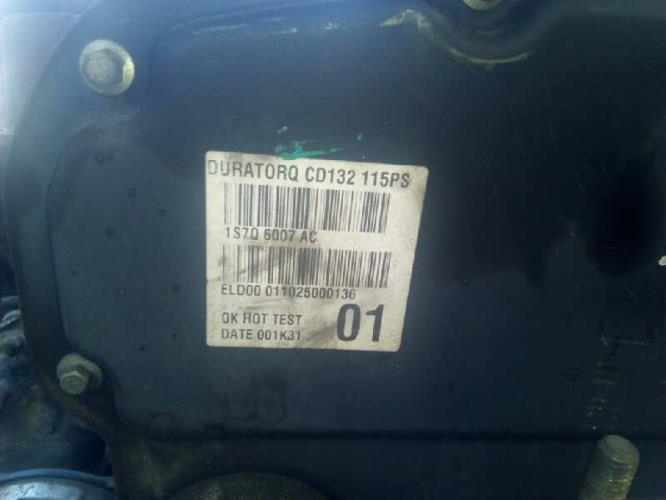 DURATORQ CD132 115PS
1S7Q 6007 AC
ELD00 011025000136
OK HOT TEST
DATE 001K31
01